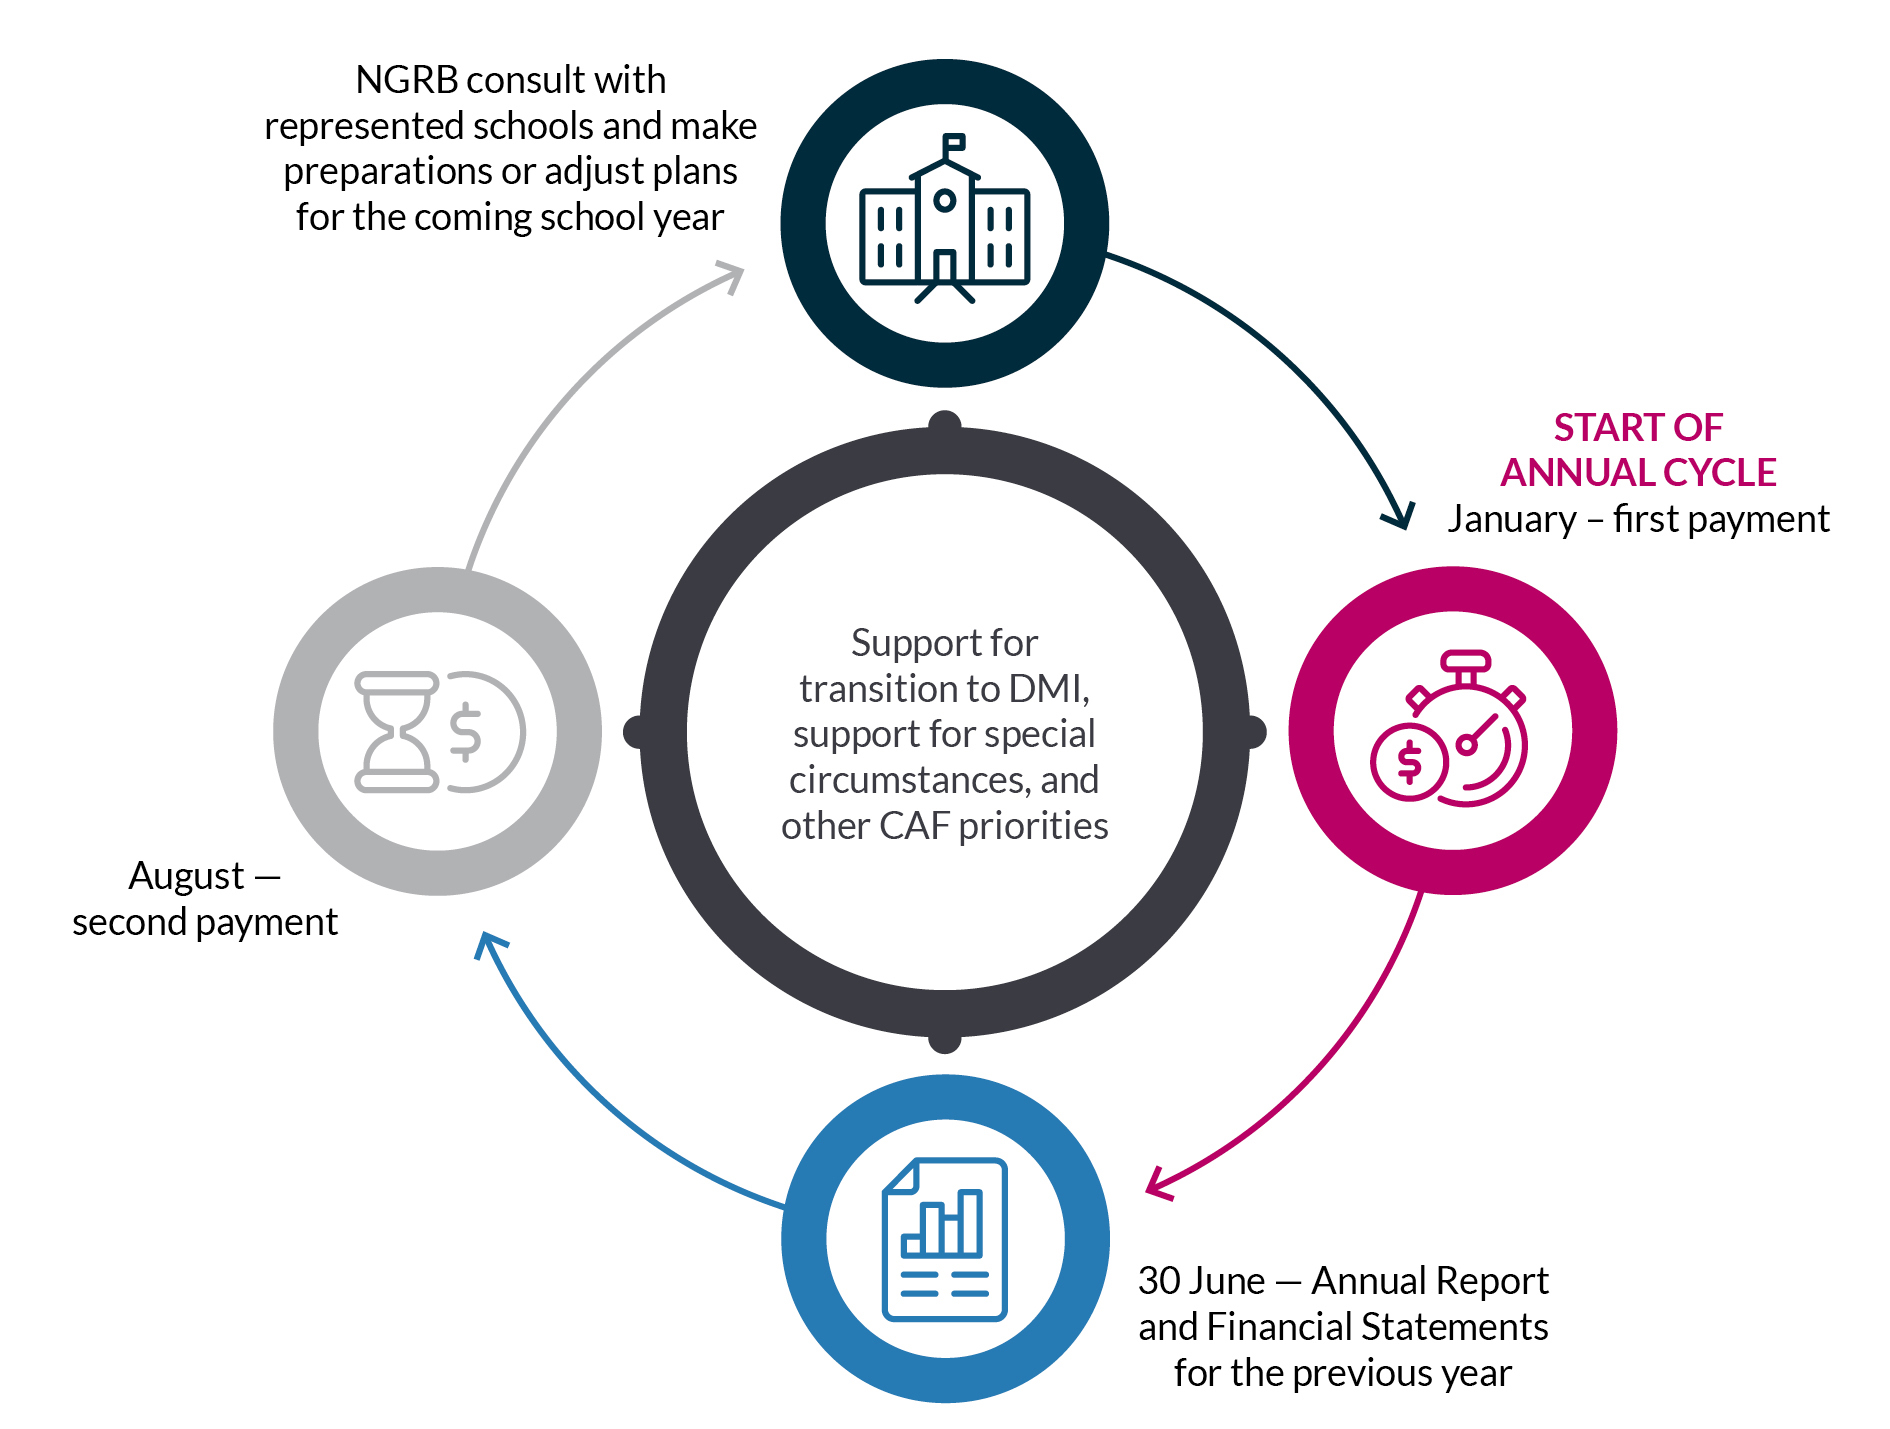 NGRB consult with
represented schools and make
preparations or adjust plans
for the coming school year
START OF
ANNUAL CYCLE
January – first payment
Support for
transition to DMI,
support for special
circumstances, and
other CAF priorities
$
$
August —
second payment
30 June — Annual Report
and Financial Statements
for the previous year